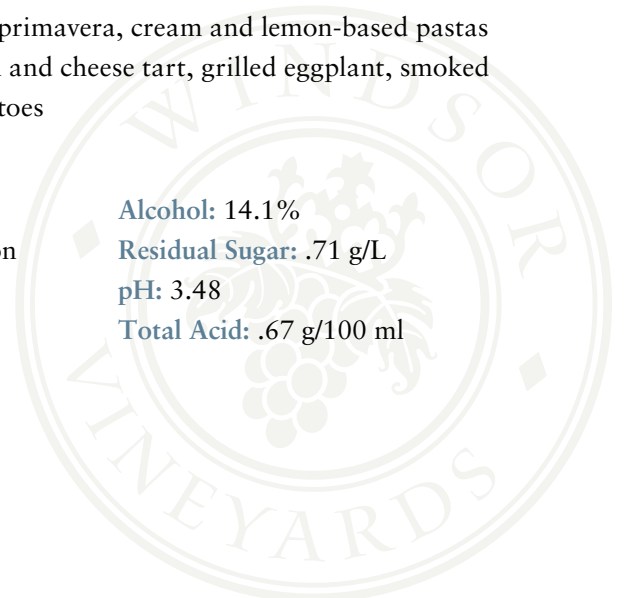 primavera, cream and lemon-based pastas
and cheese tart, grilled eggplant, smoked
toes
Alcohol: 14.1%
on
Residual Sugar: .71 g/L
pH: 3.48
Total Acid: .67 g/100 ml
WINDSOR
VINEYARDS